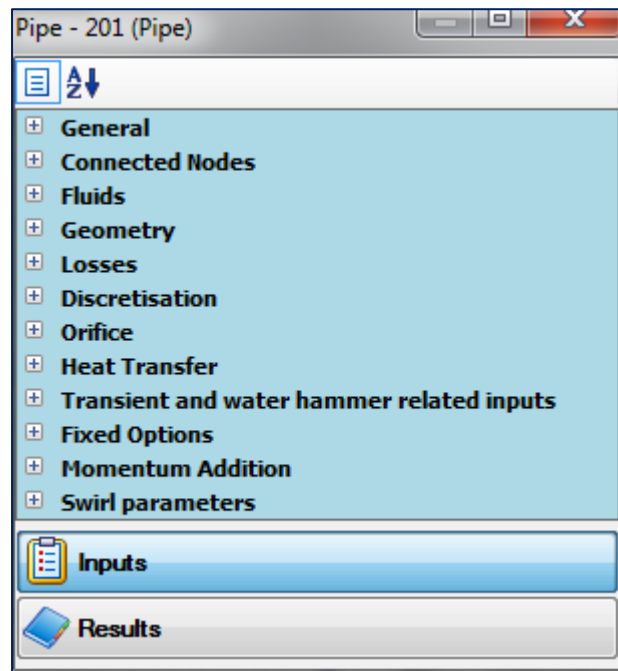 Pipe - 201 (Pipe)
General
Connected Nodes
Fluids
Geometry
Losses
Discretisation
Orifice
Heat Transfer
Transient and water hammer related inputs
Fixed Options
Momentum Addition
Swirl parameters
Inputs
Results